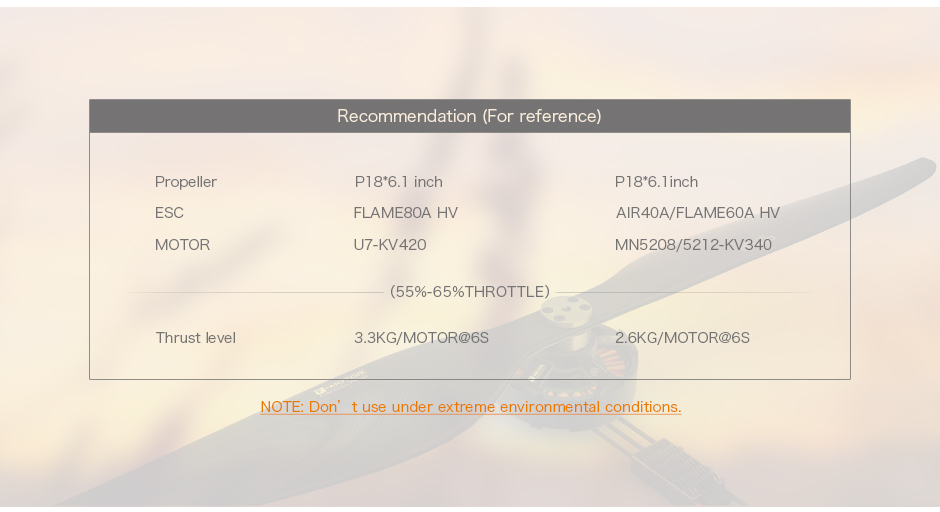 Recommendation (For reference)
Propeller P18*6.1 inch P18*6.1inch
ESC FLAME80A HV AIR40A/FLAME60A HV
MOTOR U7-KV420 MN5208/5212-KV340
(55%-65%THROTTLE)
Thrust level 3.3KG/MOTOR@6S 2.6KG/MOTOR@6S
NOTE: Don’t use under extreme environmental conditions.